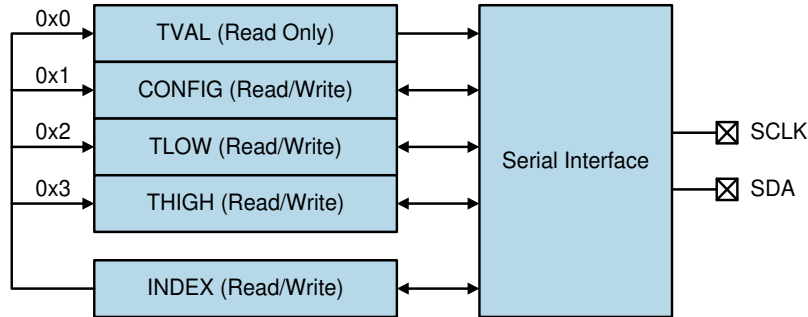 0x0
TVAL (Read Only)
0x1
CONFIG (Read/Write)
0x2
TLOW (Read/Write)
0x3
THIGH (Read/Write)
INDEX (Read/Write)
Serial Interface
SCLK
SDA